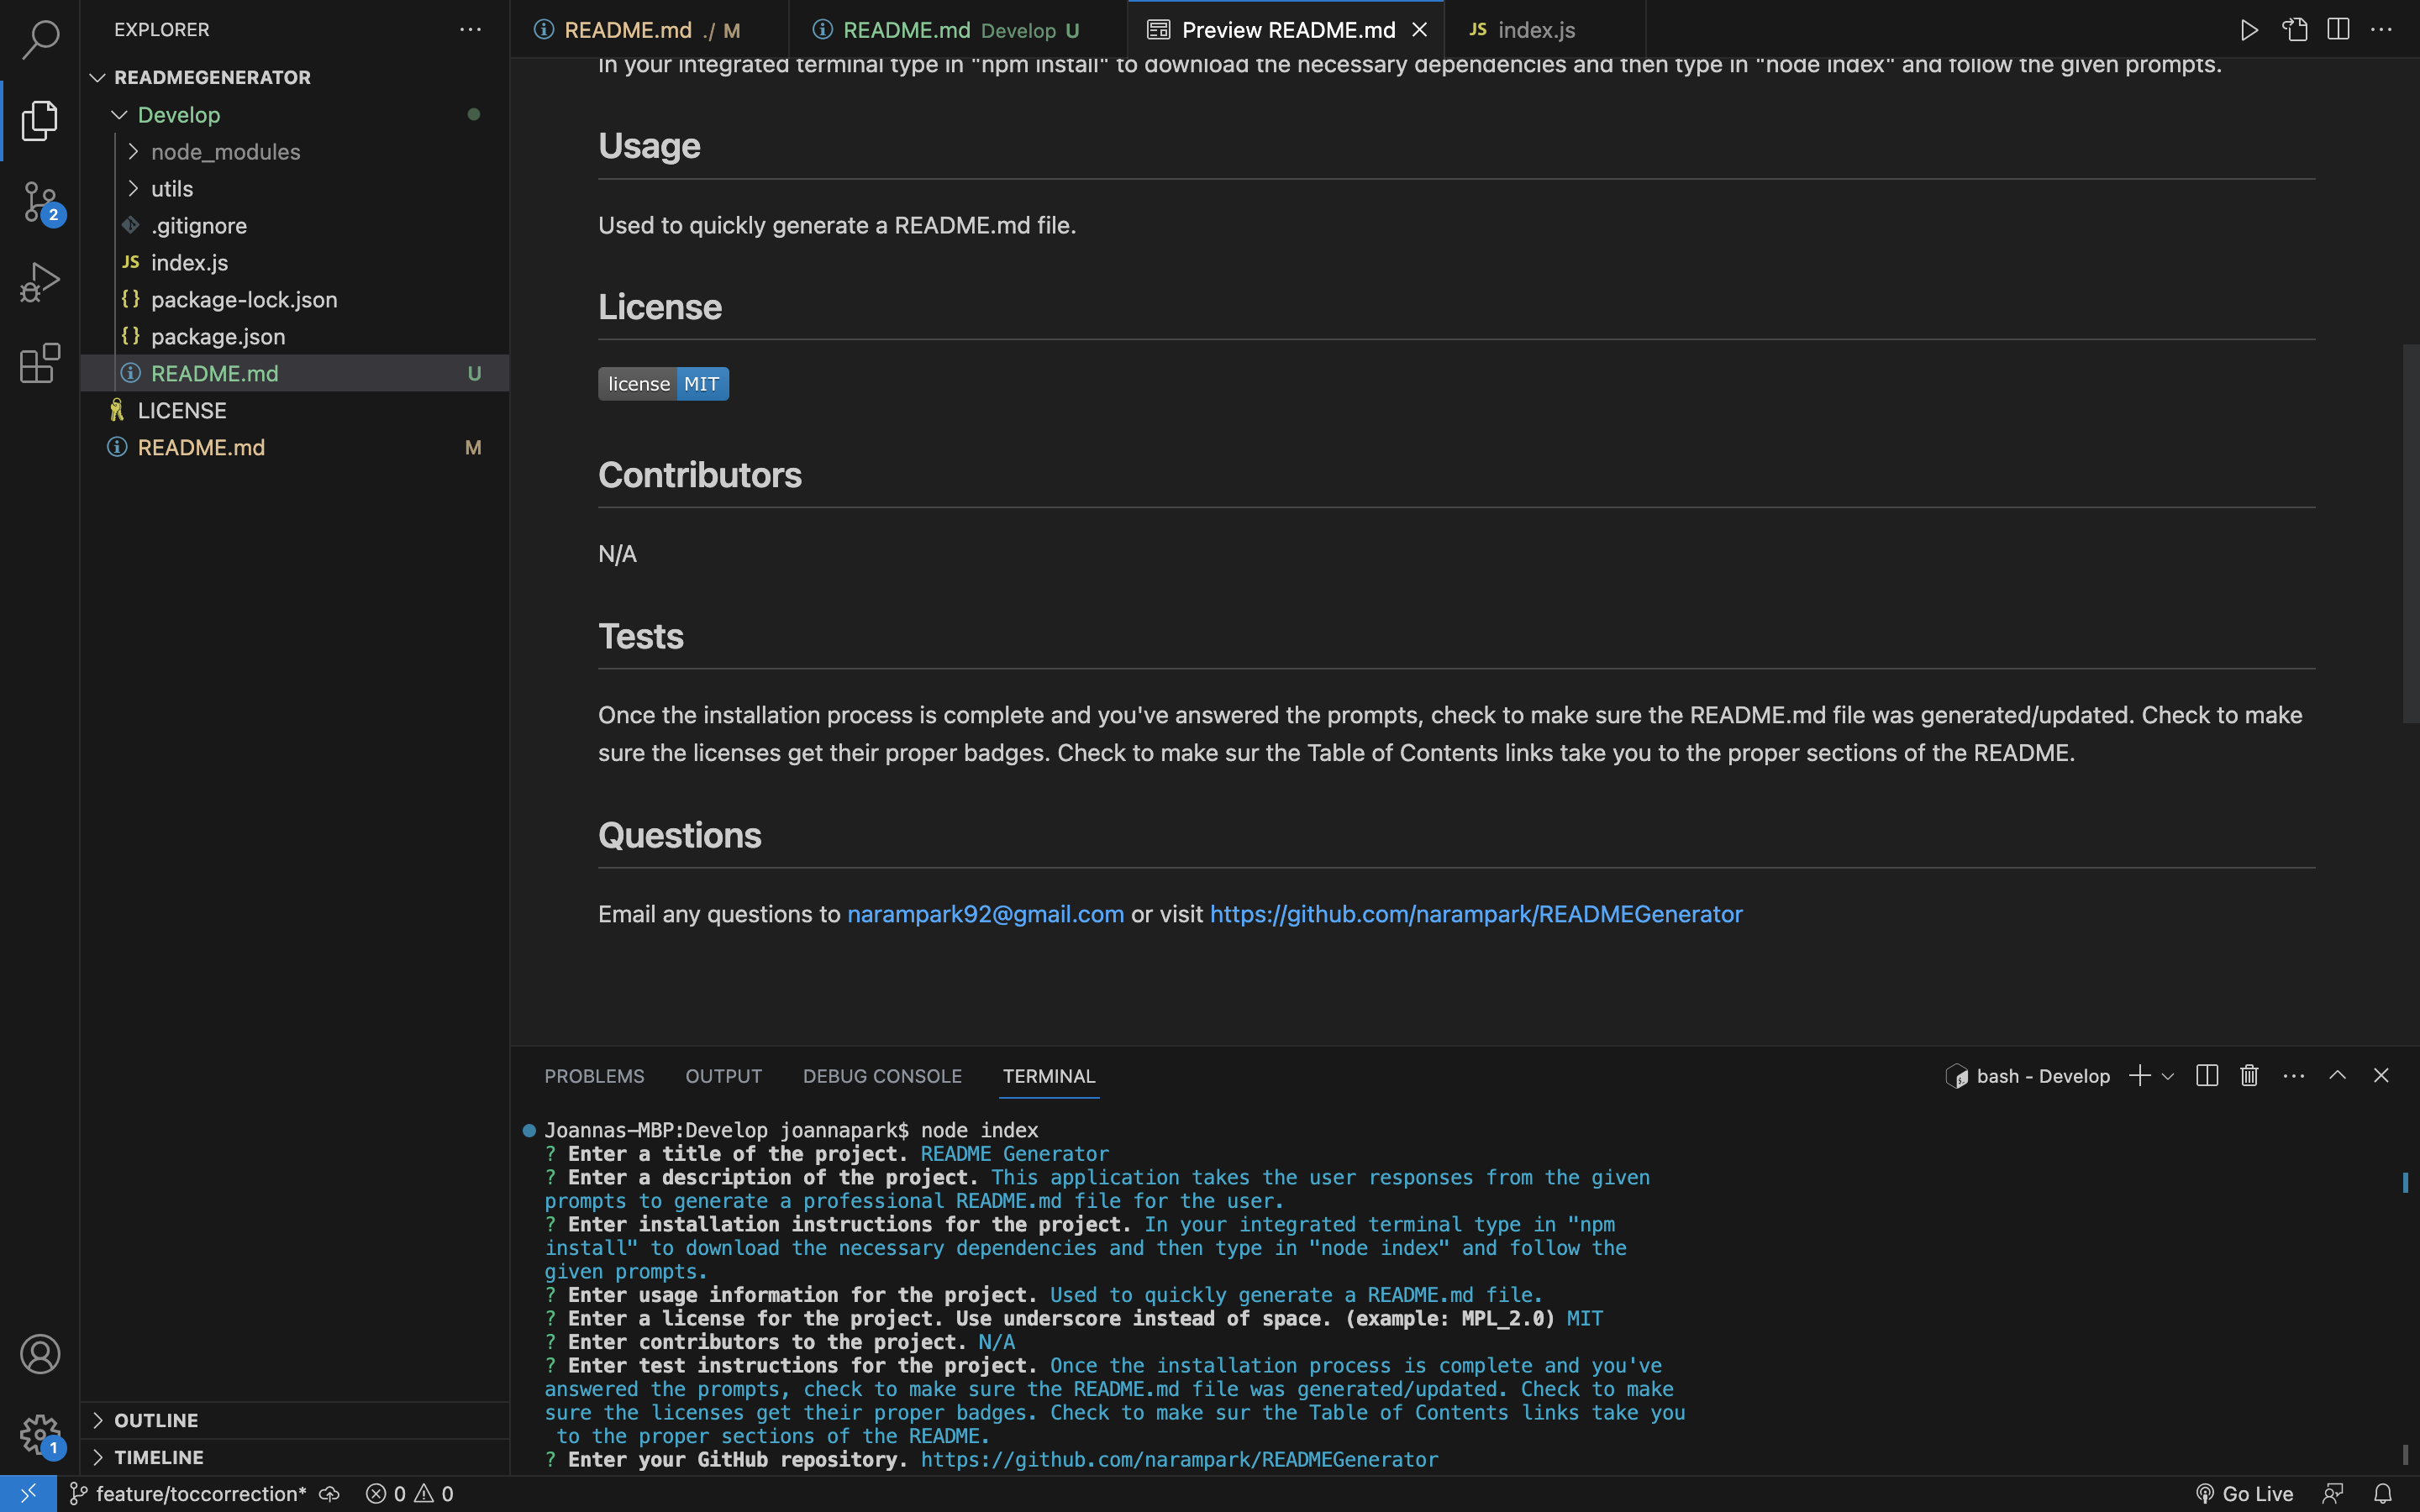 EXPLORER
READMEGENERATOR
Develop
node_modules
utils
.gitignore
JS index.js
{} package-lock.json
{} package.json
README.md U
LICENSE
README.md M
OUTLINE
TIMELINE
2
1
README.md ./ M
README.md Develop U
Preview README.md
JS index.js
In your integrated terminal type in "npm install" to download the necessary dependencies and then type in "node index" and follow the given prompts.
Usage
Used to quickly generate a README.md file.
License
license MIT
Contributors
N/A
Tests
Once the installation process is complete and you've answered the prompts, check to make sure the README.md file was generated/updated. Check to make
sure the licenses get their proper badges. Check to make sur the Table of Contents links take you to the proper sections of the README.
Questions
Email any questions to narampark92@gmail.com or visit https://github.com/narampark/READMEGenerator
PROBLEMS OUTPUT DEBUG CONSOLE TERMINAL
bash - Develop
Joannas-MBP:Develop joannapark$ node index
? Enter a title of the project. README Generator
? Enter a description of the project. This application takes the user responses from the given
prompts to generate a professional README.md file for the user.
? Enter installation instructions for the project. In your integrated terminal type in "npm
install" to download the necessary dependencies and then type in "node index" and follow the
given prompts.
? Enter usage information for the project. Used to quickly generate a README.md file.
? Enter a license for the project. Use underscore instead of space. (example: MPL_2.0) MIT
? Enter contributors to the project. N/A
? Enter test instructions for the project. Once the installation process is complete and you've
answered the prompts, check to make sure the README.md file was generated/updated. Check to make
sure the licenses get their proper badges. Check to make sur the Table of Contents links take you
to the proper sections of the README.
? Enter your GitHub repository. https://github.com/narampark/READMEGenerator
feature/toccorrection* 0 0
Go Live